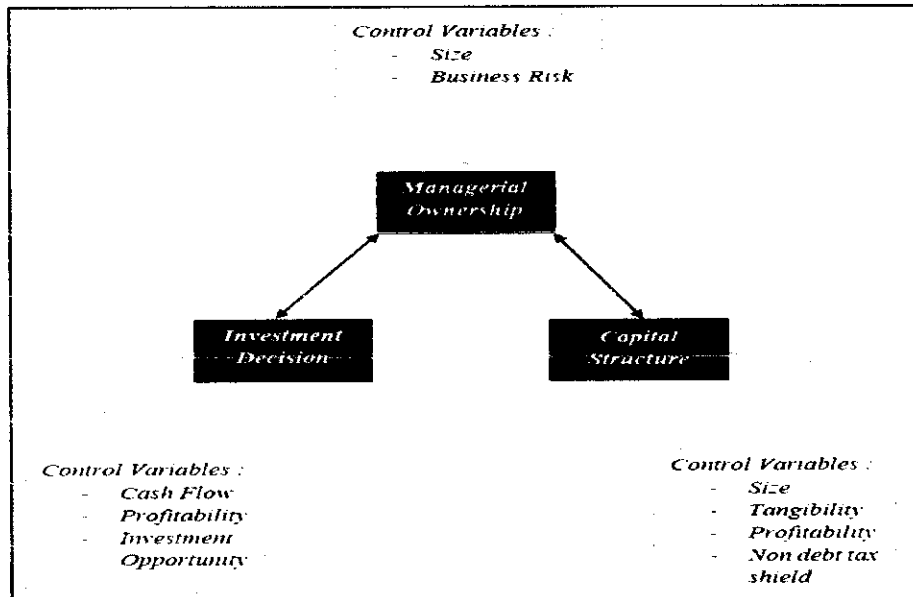 Control Variables :
- Size
- Business Risk
Managerial
Ownership
Investment
Decision
Capital
Structure
Control Variables :
- Cash Flow
- Profitability
- Investment
Opportunity
Control Variables :
- Size
- Tangibility
- Profitability
- Non debt tax
shield